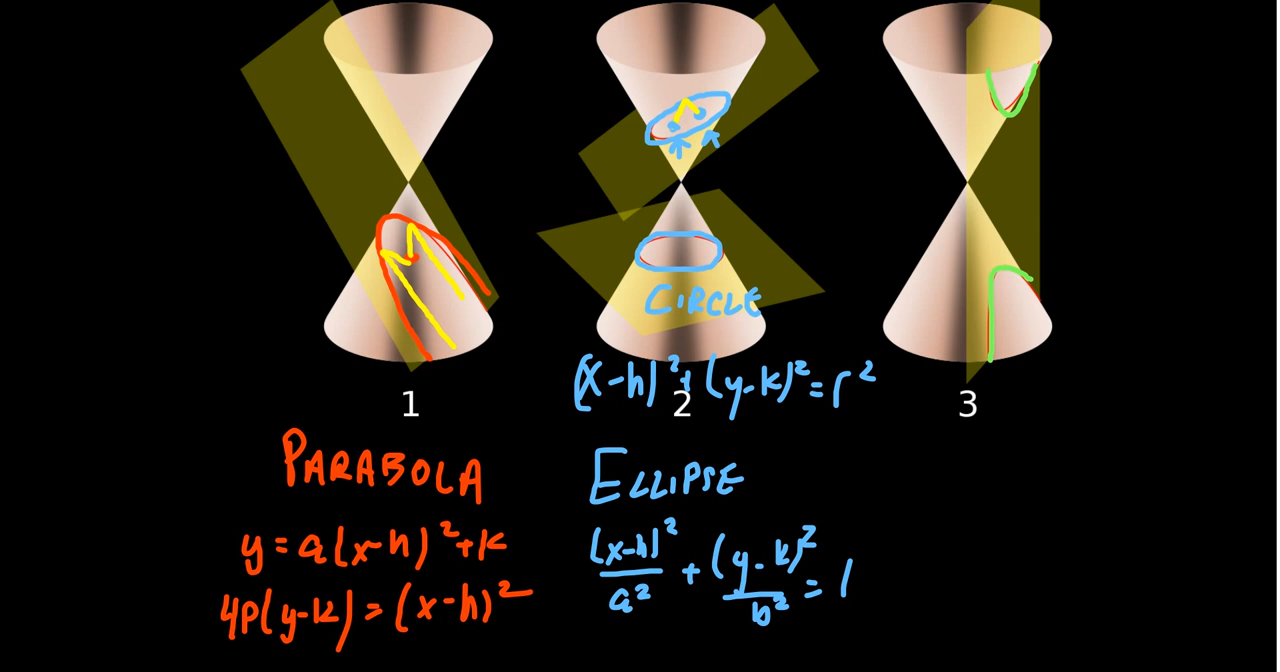 CIRCLE
(x-h)²+(y-k)²=r²
1
2
3
PARABOLA
y=a(x-h)²+k
4p(y-k)=(x-h)²
ELLIPSE
(x-h)²/a² + (y-k)²/b² = 1